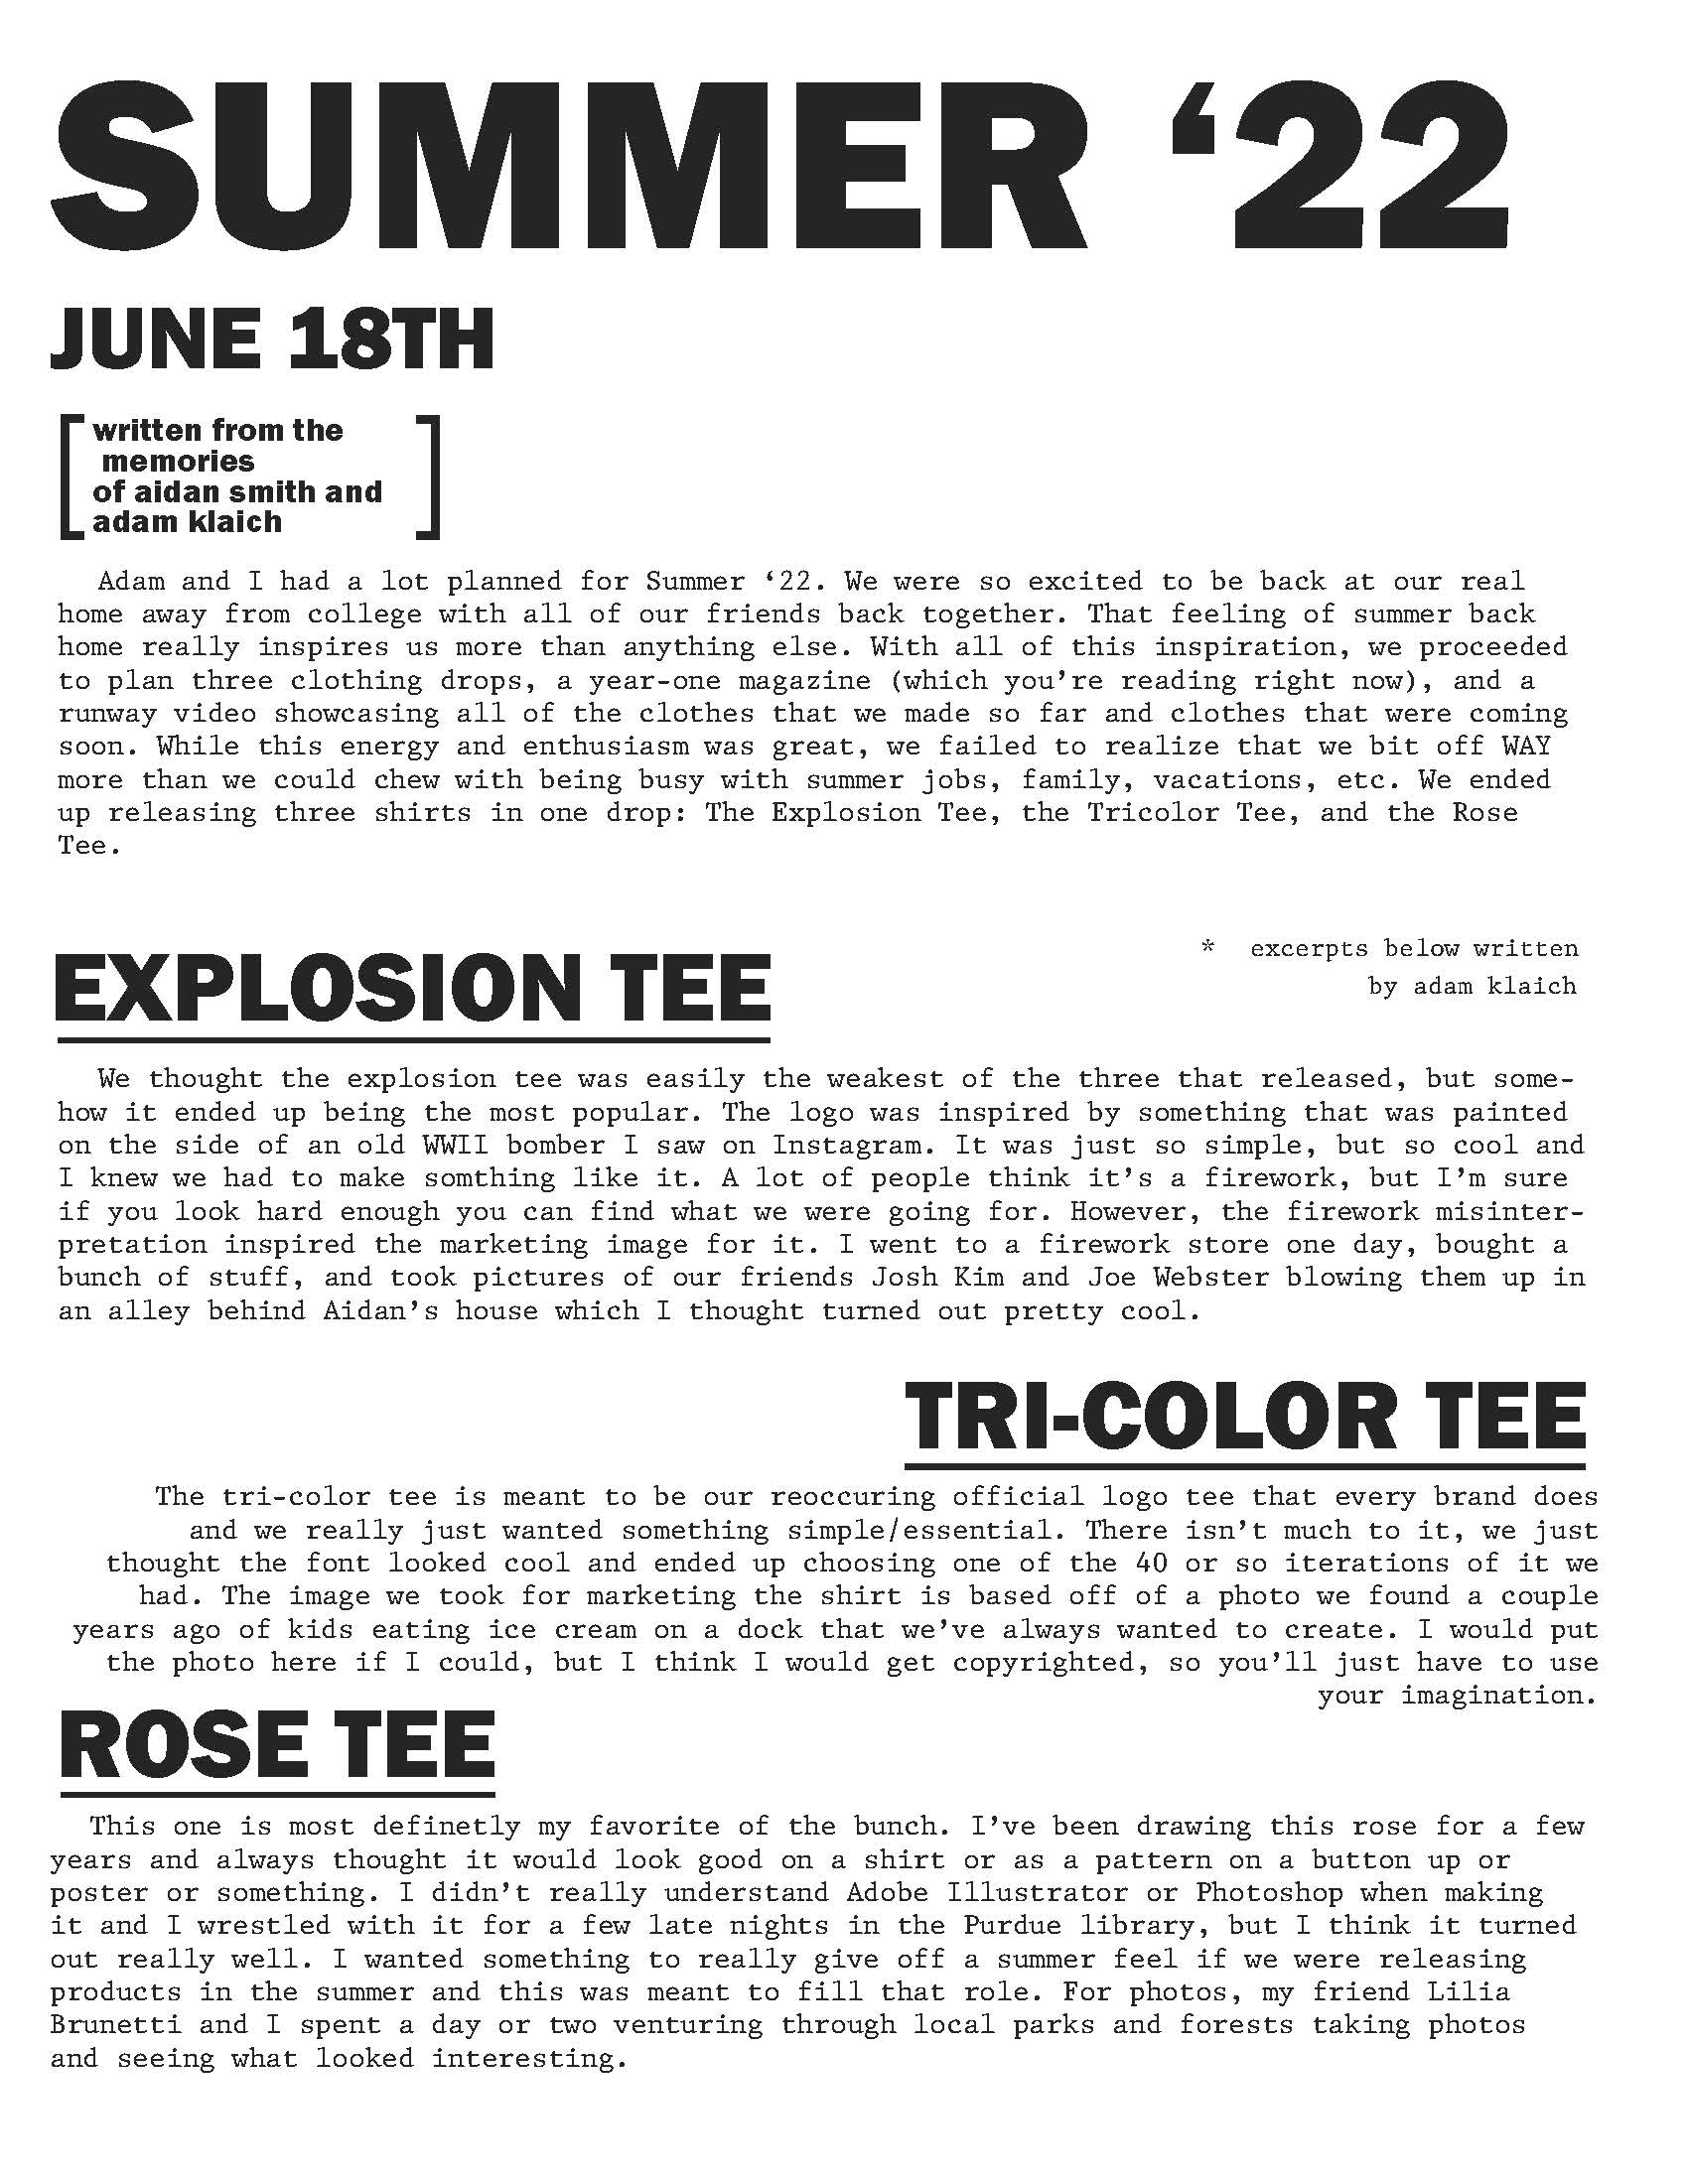 SUMMER ‘22
JUNE 18TH
written from the
memories
of aidan smith and
adam klaich
Adam and I had a lot planned for Summer ‘22. We were so excited to be back at our real
home away from college with all of our friends back together. That feeling of summer back
home really inspires us more than anything else. With all of this inspiration, we proceeded
to plan three clothing drops, a year-one magazine (which you’re reading right now), and a
runway video showcasing all of the clothes that we made so far and clothes that were coming
soon. While this energy and enthusiasm was great, we failed to realize that we bit off WAY
more than we could chew with being busy with summer jobs, family, vacations, etc. We ended
up releasing three shirts in one drop: The Explosion Tee, the Tricolor Tee, and the Rose
Tee.
* excerpts below written
by adam klaich
EXPLOSION TEE
We thought the explosion tee was easily the weakest of the three that released, but some-
how it ended up being the most popular. The logo was inspired by something that was painted
on the side of an old WWII bomber I saw on Instagram. It was just so simple, but so cool and
I knew we had to make somthing like it. A lot of people think it’s a firework, but I’m sure
if you look hard enough you can find what we were going for. However, the firework misinter-
pretation inspired the marketing image for it. I went to a firework store one day, bought a
bunch of stuff, and took pictures of our friends Josh Kim and Joe Webster blowing them up in
an alley behind Aidan’s house which I thought turned out pretty cool.
TRI-COLOR TEE
The tri-color tee is meant to be our reoccuring official logo tee that every brand does
and we really just wanted something simple/essential. There isn’t much to it, we just
thought the font looked cool and ended up choosing one of the 40 or so iterations of it we
had. The image we took for marketing the shirt is based off of a photo we found a couple
years ago of kids eating ice cream on a dock that we’ve always wanted to create. I would put
the photo here if I could, but I think I would get copyrighted, so you’ll just have to use
your imagination.
ROSE TEE
This one is most definetly my favorite of the bunch. I’ve been drawing this rose for a few
years and always thought it would look good on a shirt or as a pattern on a button up or
poster or something. I didn’t really understand Adobe Illustrator or Photoshop when making
it and I wrestled with it for a few late nights in the Purdue library, but I think it turned
out really well. I wanted something to really give off a summer feel if we were releasing
products in the summer and this was meant to fill that role. For photos, my friend Lilia
Brunetti and I spent a day or two venturing through local parks and forests taking photos
and seeing what looked interesting.